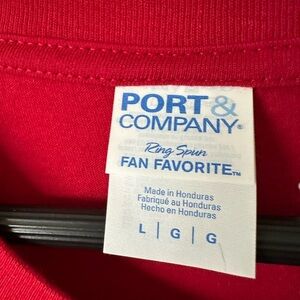 PORT &
COMPANY®
Ring Spun
FAN FAVORITE™
Made in Honduras
Fabriqué au Honduras
Hecho en Honduras
L | G | G